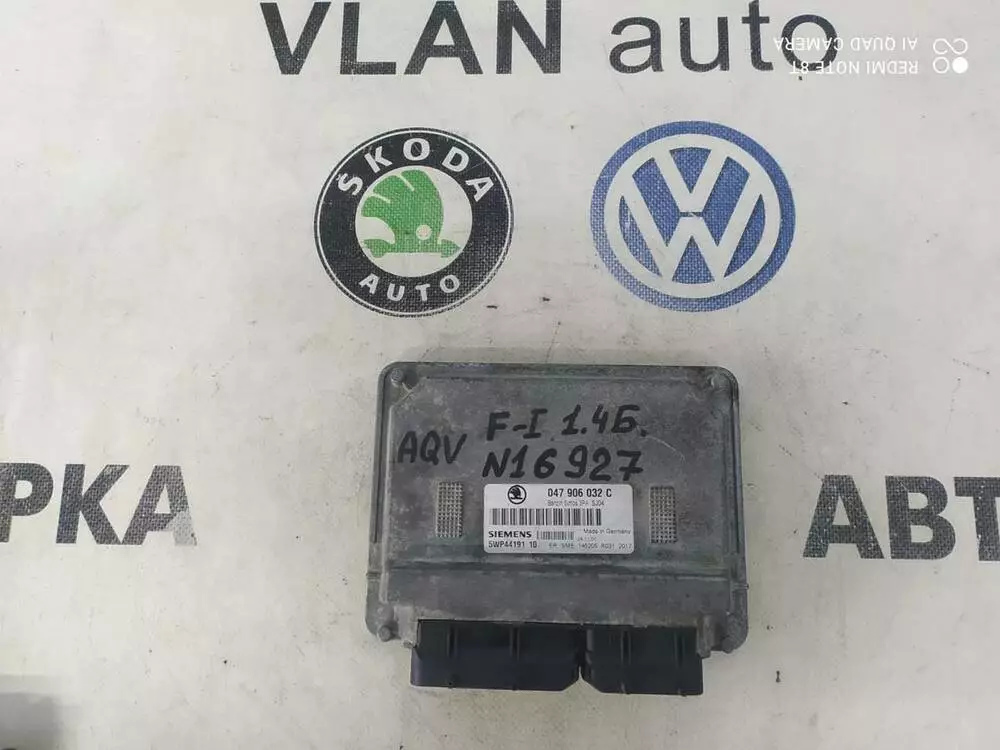 VLAN auto
REDMI NOTE 8T
AI QUAD CAMERA
ŠKODA
AUTO
VW
РКА
АВТ
AQV
F-I 1.4Б.
N16927
047 906 032 C
SIEMENS
Made in Germany
5WP44191 10